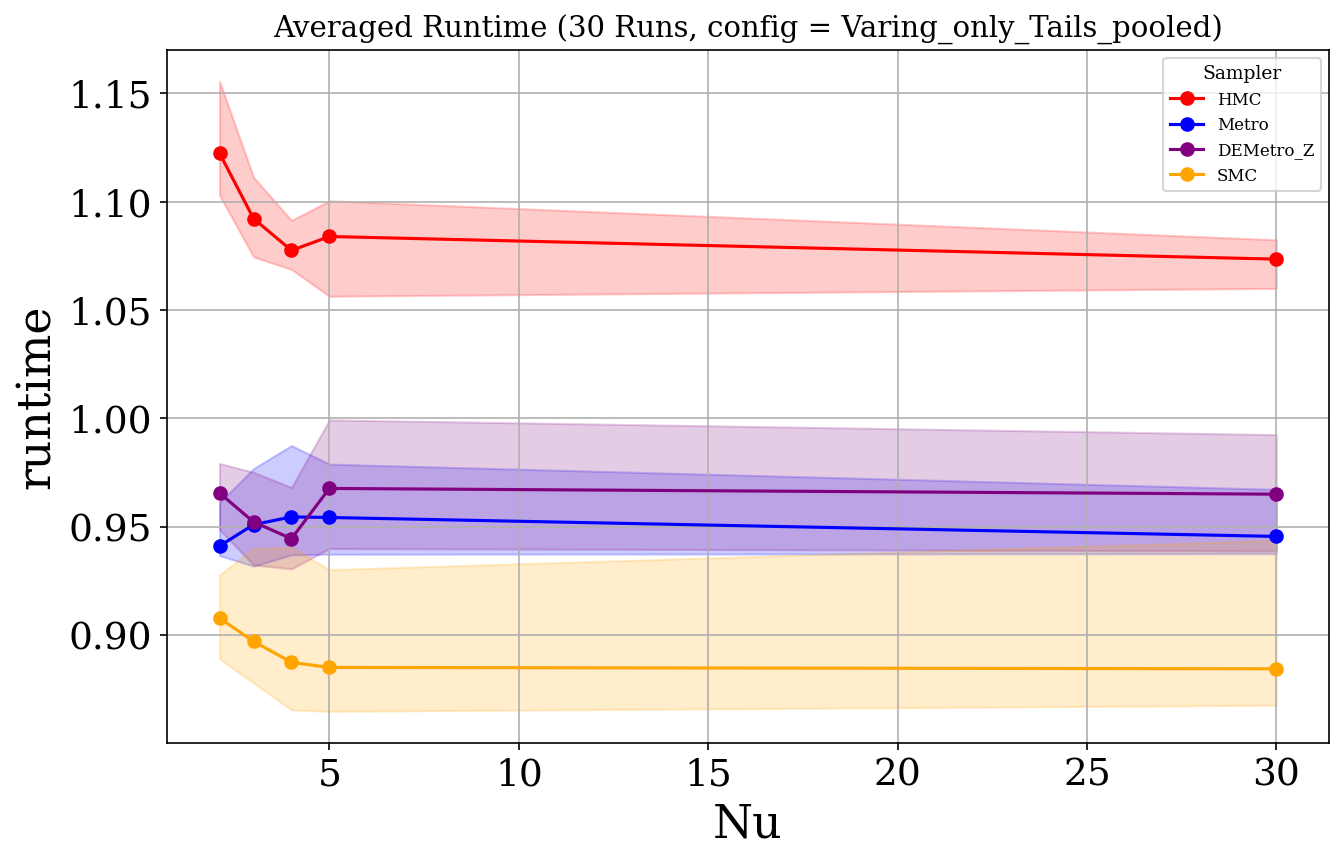 Averaged Runtime (30 Runs, config = Varing_only_Tails_pooled)
runtime
1.15
1.10
1.05
1.00
0.95
0.90
Sampler
HMC
Metro
DEMetro_Z
SMC
5
10
15
20
25
30
Nu